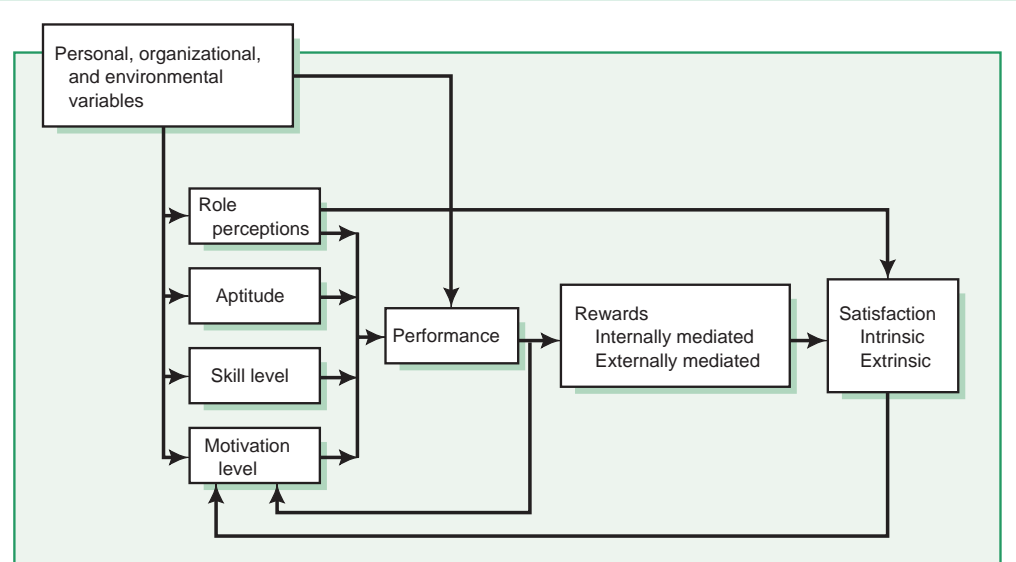 Personal, organizational,
and environmental
variables
Role
perceptions
Aptitude
Skill level
Motivation
level
Performance
Rewards
Internally mediated
Externally mediated
Satisfaction
Intrinsic
Extrinsic